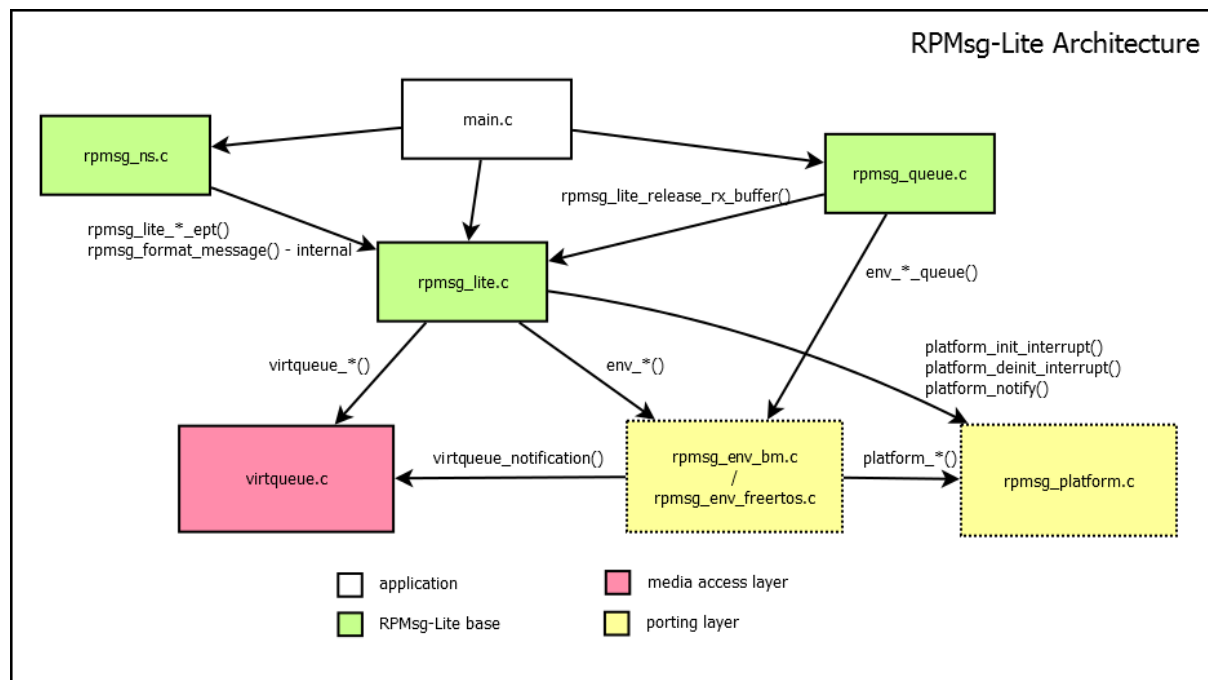 RPMsg-Lite Architecture
main.c
rpmsg_ns.c
rpmsg_queue.c
rpmsg_lite_release_rx_buffer()
rpmsg_lite_*_ept()
rpmsg_format_message() - internal
env_*_queue()
rpmsg_lite.c
platform_init_interrupt()
platform_deinit_interrupt()
platform_notify()
virtqueue_*()
env_*()
virtqueue.c
virtqueue_notification()
rpmsg_env_bm.c
/
rpmsg_env_freertos.c
platform_*()
rpmsg_platform.c
application
media access layer
RPMsg-Lite base
porting layer